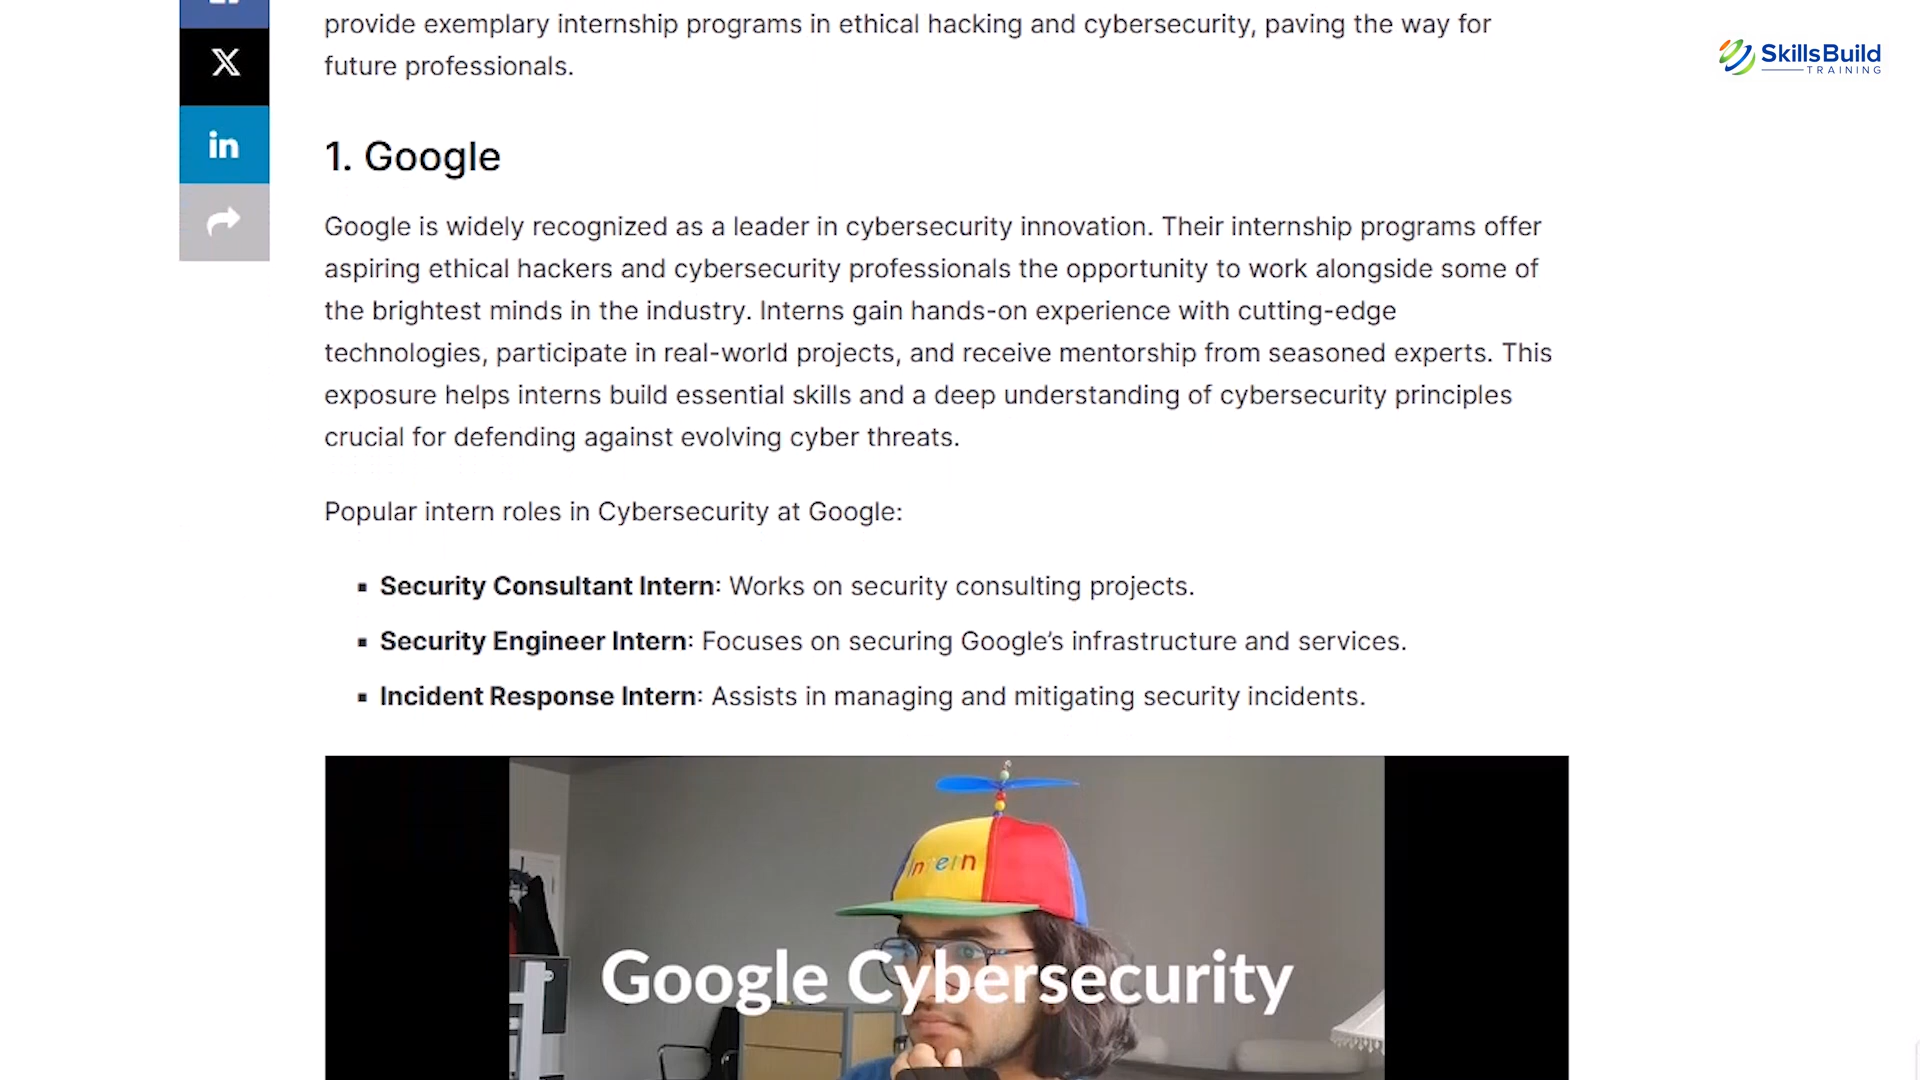 provide exemplary internship programs in ethical hacking and cybersecurity, paving the way for
future professionals.
SkillsBuild
TRAINING
X
in
1. Google
Google is widely recognized as a leader in cybersecurity innovation. Their internship programs offer
aspiring ethical hackers and cybersecurity professionals the opportunity to work alongside some of
the brightest minds in the industry. Interns gain hands-on experience with cutting-edge
technologies, participate in real-world projects, and receive mentorship from seasoned experts. This
exposure helps interns build essential skills and a deep understanding of cybersecurity principles
crucial for defending against evolving cyber threats.
Popular intern roles in Cybersecurity at Google:
▪ Security Consultant Intern: Works on security consulting projects.
▪ Security Engineer Intern: Focuses on securing Google’s infrastructure and services.
▪ Incident Response Intern: Assists in managing and mitigating security incidents.
Intern
Google Cybersecurity